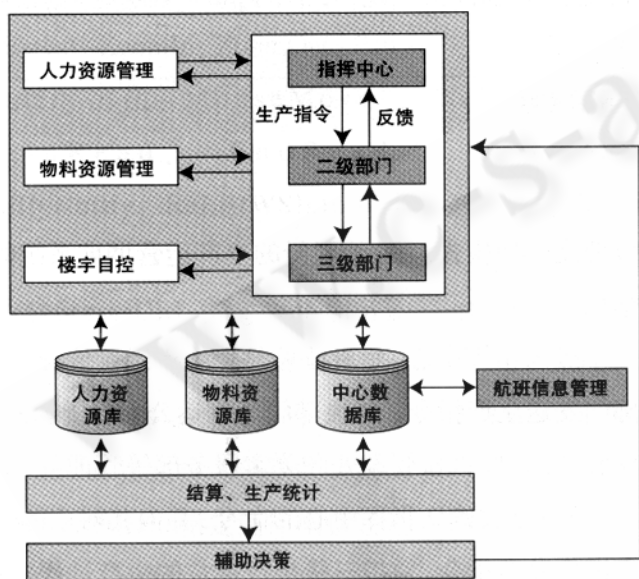 人力资源管理
指挥中心
生产指令
反馈
物料资源管理
二级部门
楼宇自控
三级部门
人力资
源库
物料资
源库
中心数
据库
航班信息管理
结算、生产统计
辅助决策